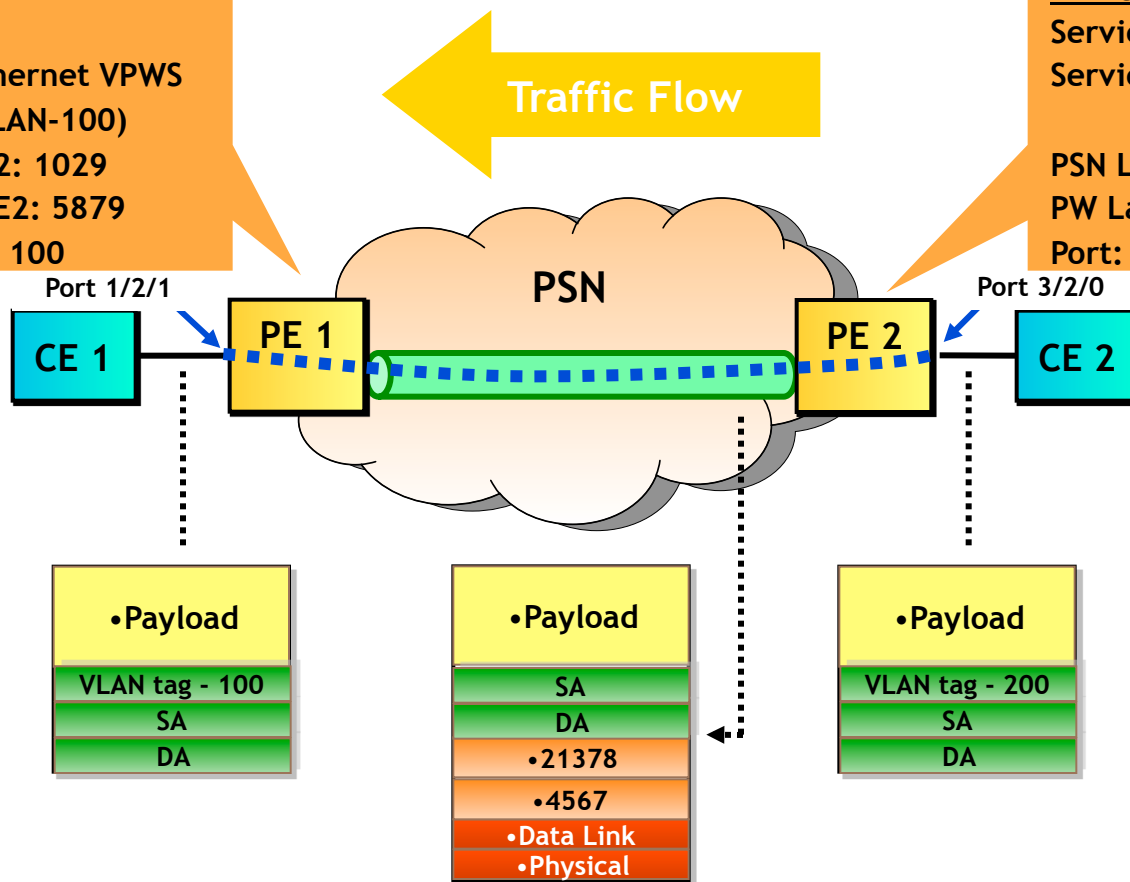 hernet VPWS
LAN-100)
2: 1029
E2: 5879
100
Traffic Flow
Servic
Servic
PSN L
PW La
Port:
Port 1/2/1
PSN
Port 3/2/0
CE 1
PE 1
PE 2
CE 2
•Payload
VLAN tag - 100
SA
DA
•Payload
SA
DA
•21378
•4567
•Data Link
•Physical
•Payload
VLAN tag - 200
SA
DA